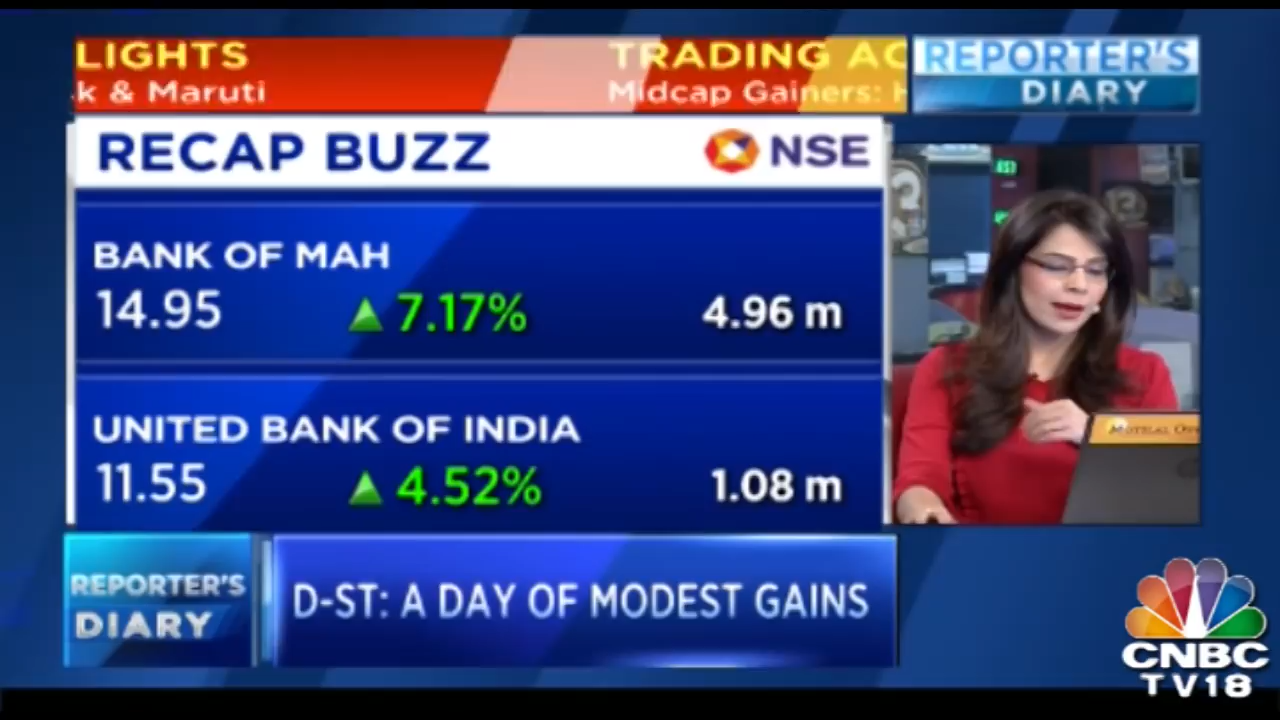 LIGHTS
TRADING
REPORTER'S
DIARY
k & Maruti
Midcap Gainers:
RECAP BUZZ
NSE
BANK OF MAH
14.95 ▲ 7.17% 4.96 m
UNITED BANK OF INDIA
11.55 ▲ 4.52% 1.08 m
REPORTER'S
DIARY
D-ST: A DAY OF MODEST GAINS
CNBC
TV18